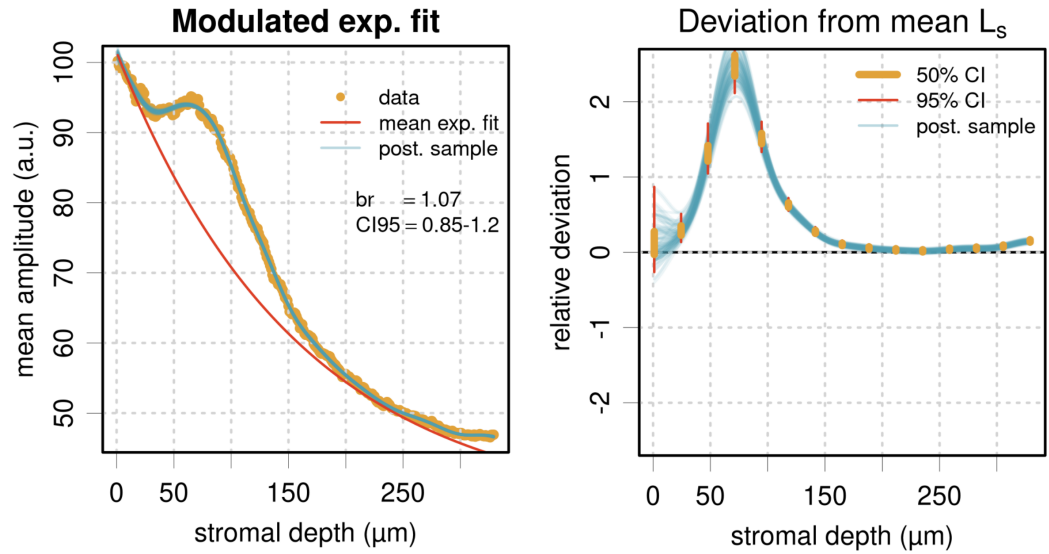 Modulated exp. fit
mean amplitude (a.u.)
100
90
80
70
60
50
data
mean exp. fit
post. sample
br = 1.07
CI95 = 0.85-1.2
0 50 150 250
stromal depth (µm)
Deviation from mean Ls
relative deviation
2
1
0
-1
-2
50% CI
95% CI
post. sample
0 50 150 250
stromal depth (µm)